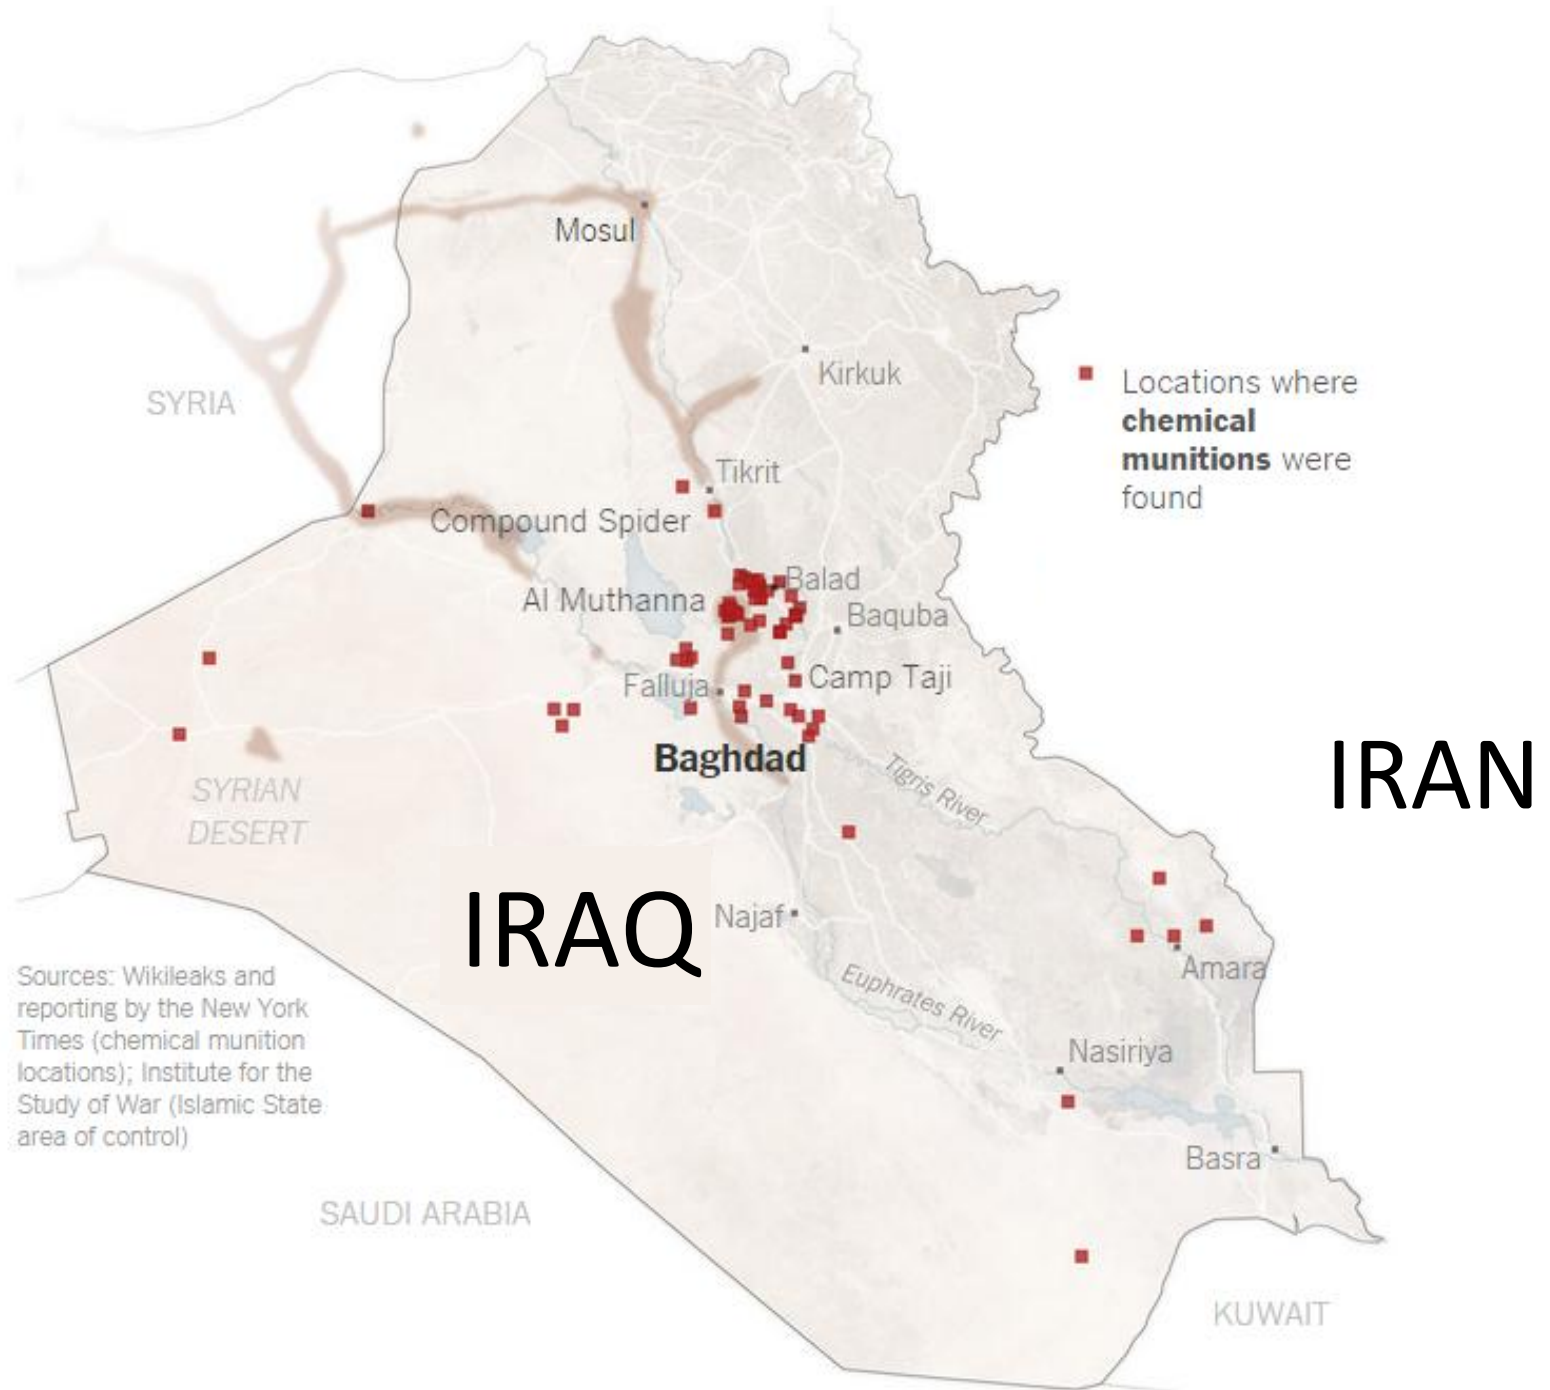 Mosul
Kirkuk
Locations where
chemical
munitions were
found
SYRIA
Tikrit
Compound Spider
Balad
Al Muthanna
Baquba
Camp Taji
Falluja
Baghdad
IRAN
Tigris River
SYRIAN
DESERT
IRAQ
Najaf
Amara
Euphrates River
Sources: Wikileaks and
reporting by the New York
Times (chemical munition
locations); Institute for the
Study of War (Islamic State
area of control)
Nasiriya
Basra
SAUDI ARABIA
KUWAIT